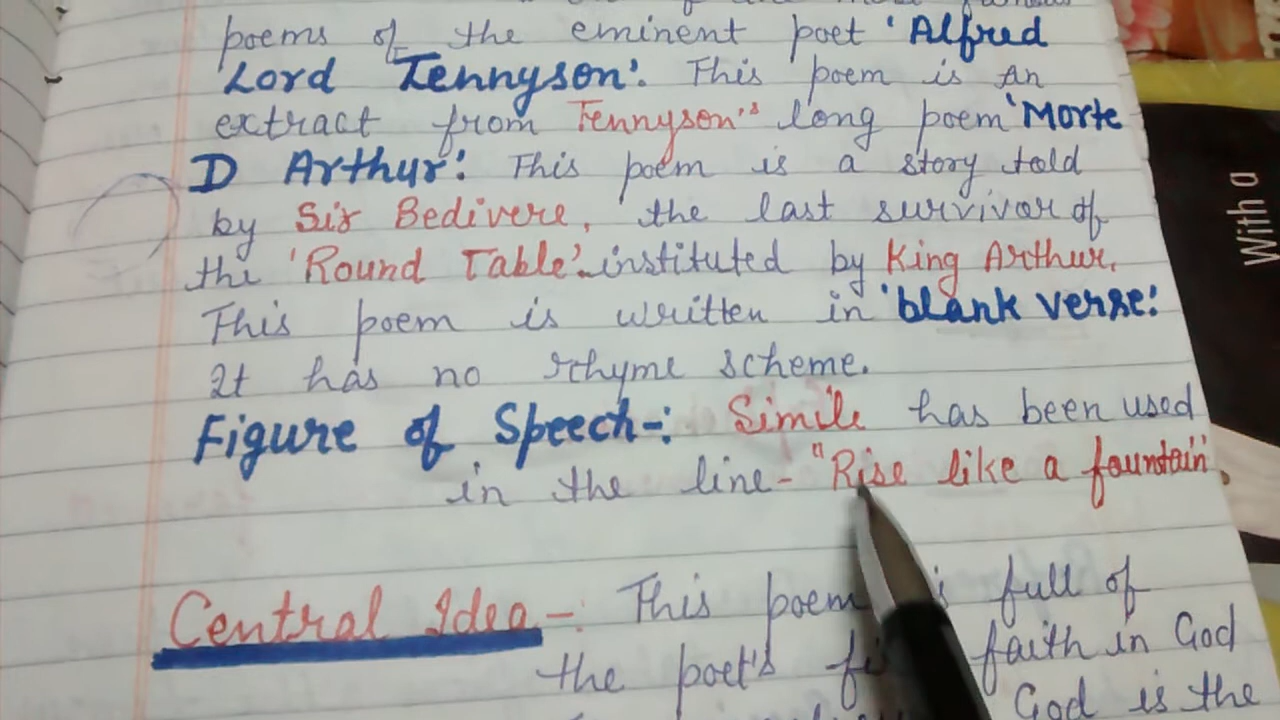 poems of the eminent poet 'Alfred
Lord Tennyson'. This poem is an
extract from Tennyson's long poem 'Morte
D Arthur'. This poem is a story told
by Sir Bedivere, the last survivor of
the 'Round Table' instituted by King Arthur.
This poem is written in 'blank verse'.
It has no rhyme scheme.
Figure of Speech-: Simile has been used
in the line- "Rise like a fountain".
Central Idea-: This poem is full of
the poet's faith in God
God is the
With a